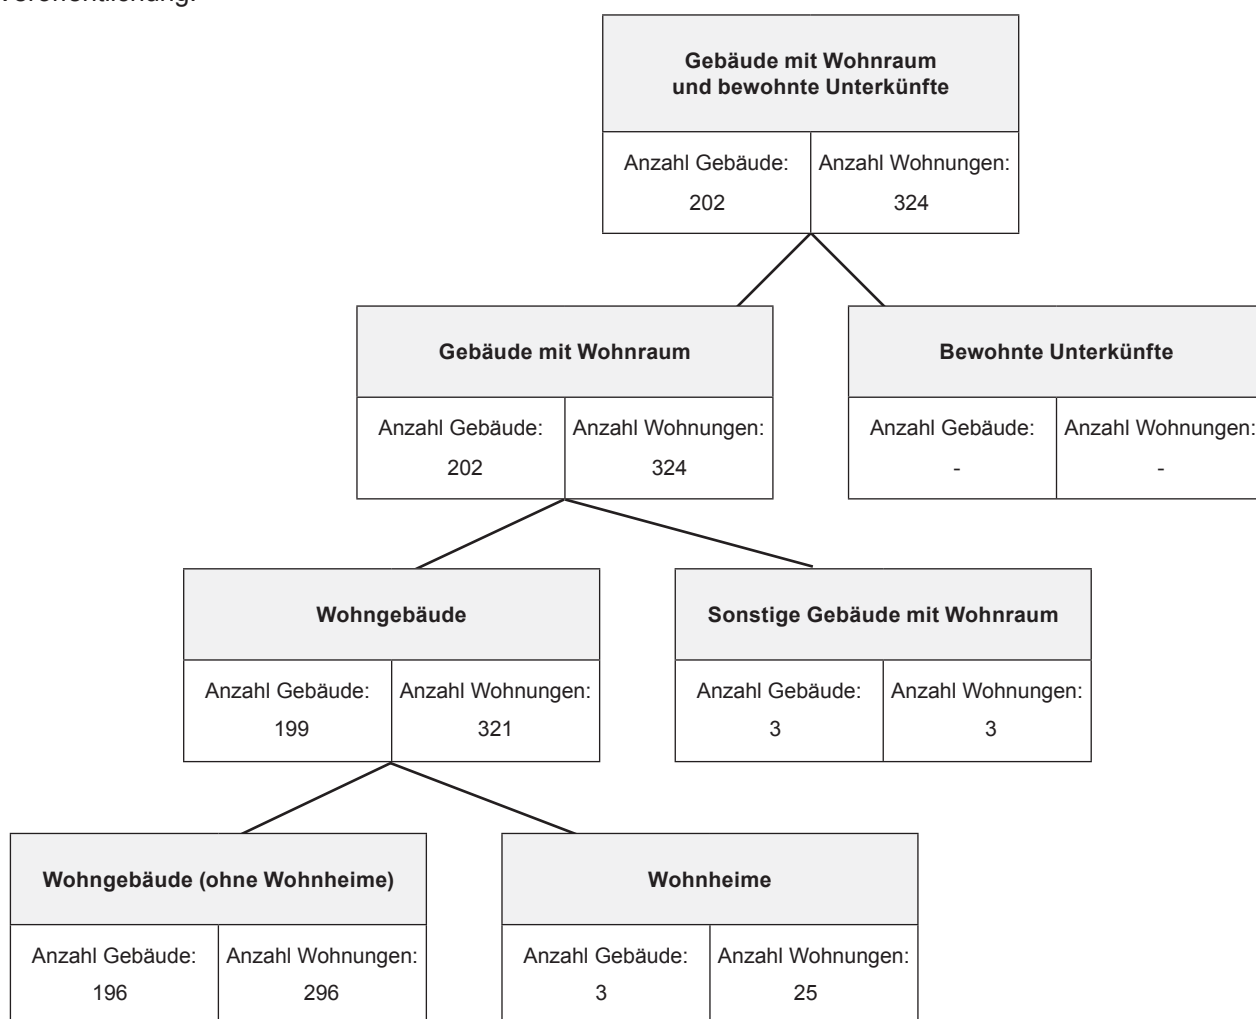 Veröffentlichung.
Gebäude mit Wohnraum
und bewohnte Unterkünfte
Anzahl Gebäude:
202
Anzahl Wohnungen:
324
Gebäude mit Wohnraum
Anzahl Gebäude:
202
Anzahl Wohnungen:
324
Bewohnte Unterkünfte
Anzahl Gebäude:
-
Anzahl Wohnungen:
-
Wohngebäude
Anzahl Gebäude:
199
Anzahl Wohnungen:
321
Sonstige Gebäude mit Wohnraum
Anzahl Gebäude:
3
Anzahl Wohnungen:
3
Wohngebäude (ohne Wohnheime)
Anzahl Gebäude:
196
Anzahl Wohnungen:
296
Wohnheime
Anzahl Gebäude:
3
Anzahl Wohnungen:
25